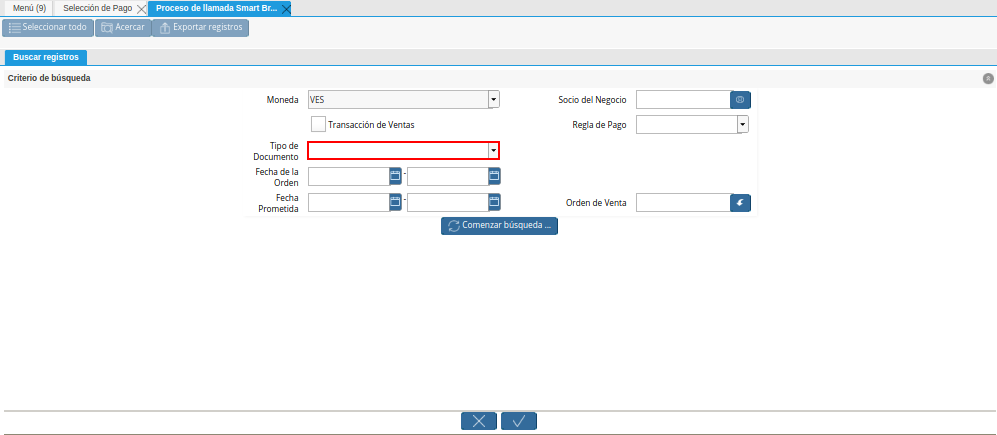 Menú (9) Selección de Pago Proceso de llamada Smart Br...
Seleccionar todo Acercar Exportar registros
Buscar registros
Criterio de búsqueda
Moneda VES Socio del Negocio
Transacción de Ventas Regla de Pago
Tipo de
Documento
Fecha de la
Orden
-
Fecha
Prometida
- Orden de Venta
Comenzar búsqueda ...